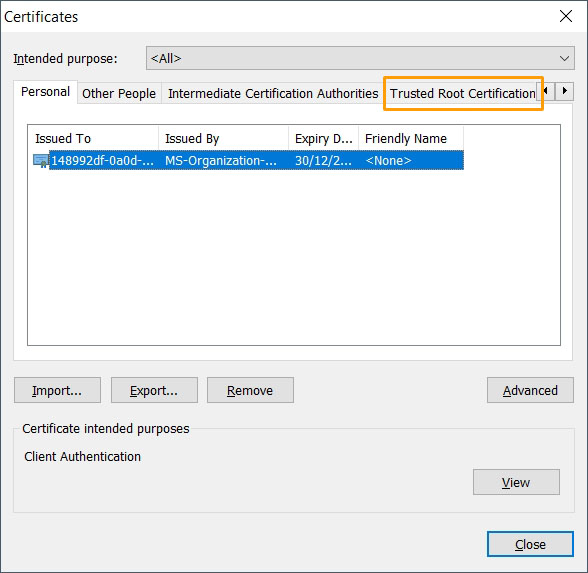 Certificates
Intended purpose: <All>
Personal Other People Intermediate Certification Authorities Trusted Root Certification
Issued To Issued By Expiry D... Friendly Name
148992df-0a0d-... MS-Organization-... 30/12/2... <None>
Import... Export... Remove Advanced
Certificate intended purposes
Client Authentication
View
Close